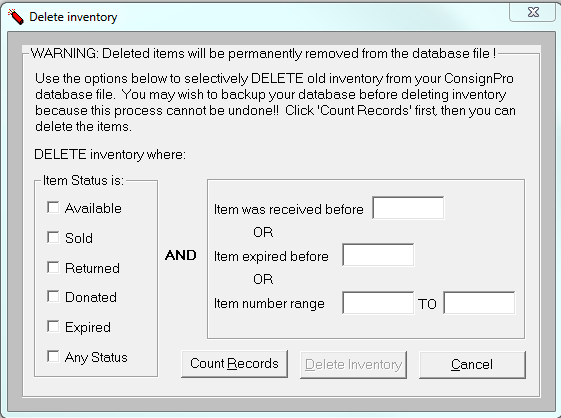 Delete inventory
WARNING: Deleted items will be permanently removed from the database file !
Use the options below to selectively DELETE old inventory from your ConsignPro
database file. You may wish to backup your database before deleting inventory
because this process cannot be undone!! Click 'Count Records' first, then you can
delete the items.
DELETE inventory where:
Item Status is:
Available
Sold
Returned
Donated
Expired
Any Status
AND
Item was received before
OR
Item expired before
OR
Item number range TO
Count Records Delete Inventory Cancel